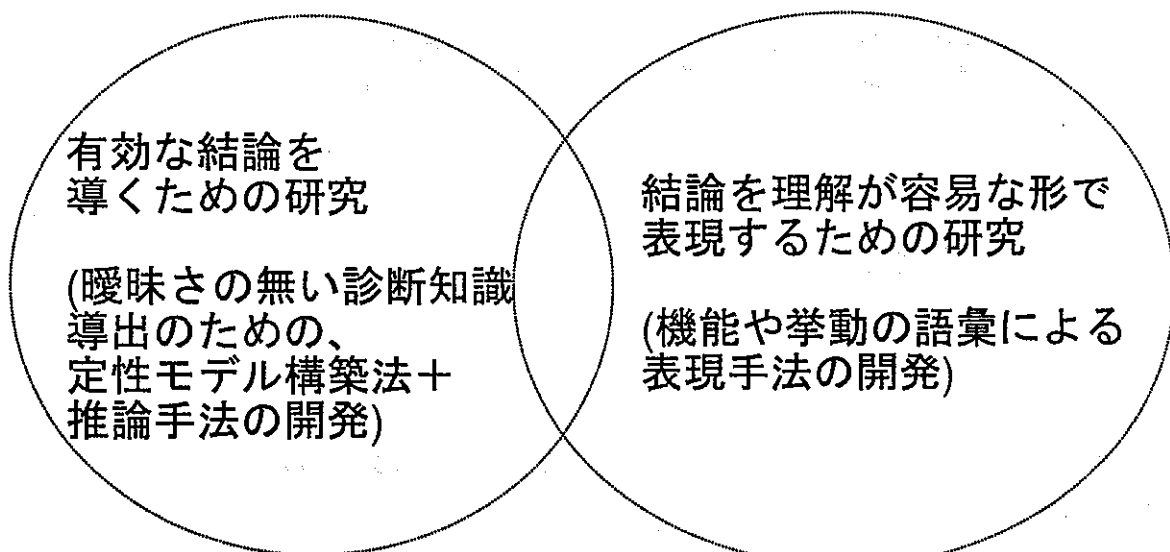 有効な結論を
導くための研究
(曖昧さの無い診断知識
導出のための、
定性モデル構築法＋
推論手法の開発)
結論を理解が容易な形で
表現するための研究
(機能や挙動の語彙による
表現手法の開発)